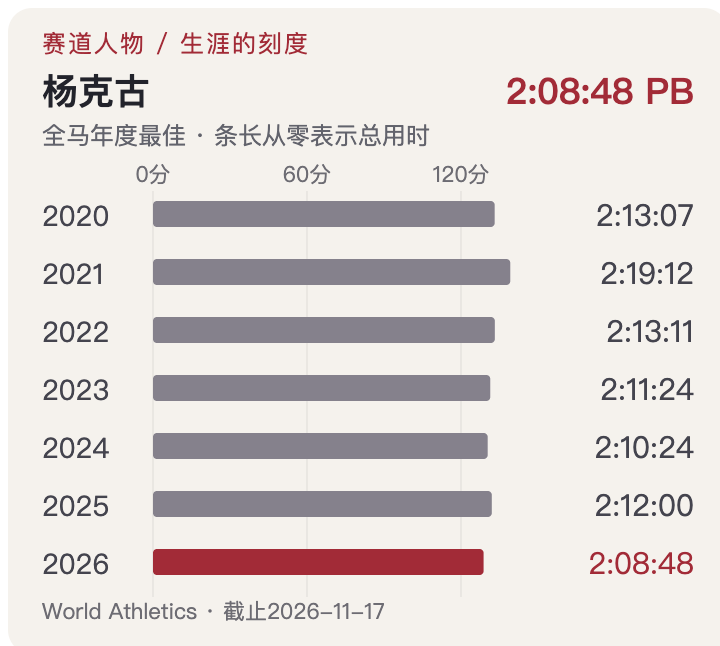 赛道人物 / 生涯的刻度
杨克古 2:08:48 PB
全马年度最佳 · 条长从零表示总用时
0分 60分 120分
2020 2:13:07
2021 2:19:12
2022 2:13:11
2023 2:11:24
2024 2:10:24
2025 2:12:00
2026 2:08:48
World Athletics · 截止2026–11–17